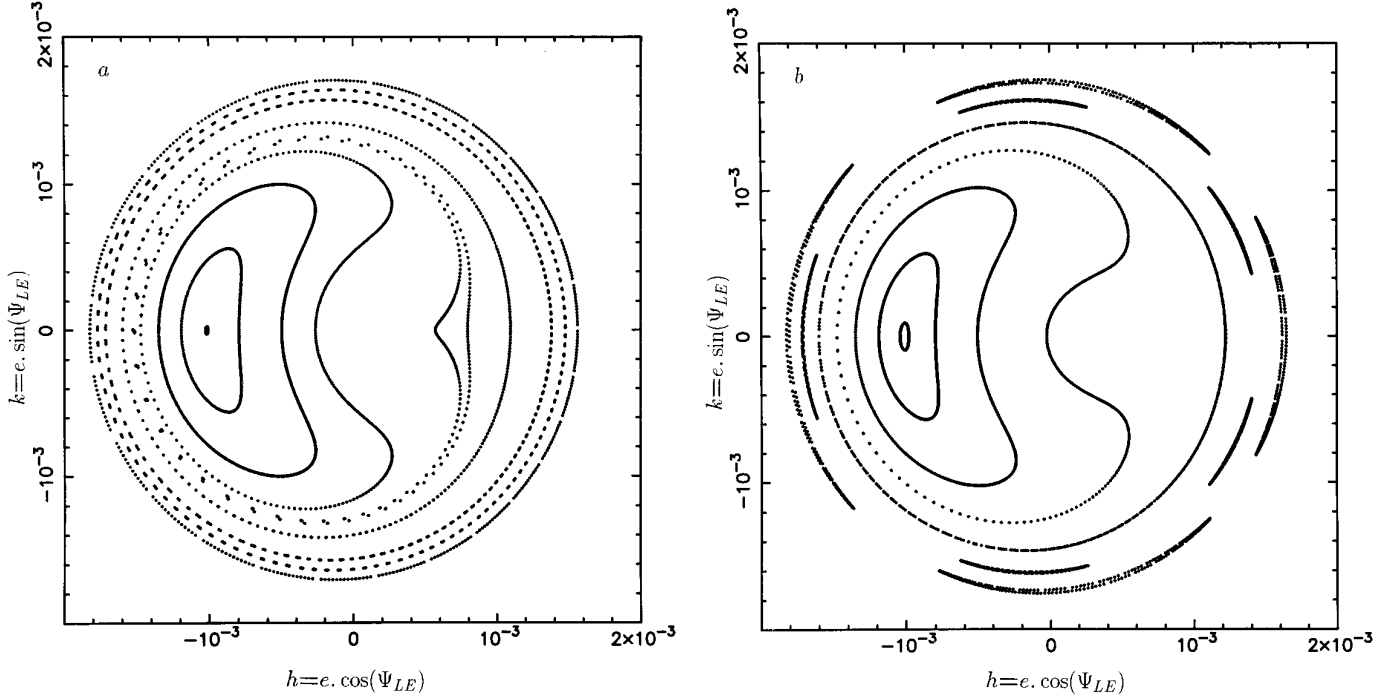 a
2×10⁻³
10⁻³
0
−10⁻³
k=e. sin(Ψ_LE)
−10⁻³ 0 10⁻³ 2×10⁻³
h=e. cos(Ψ_LE)
b
2×10⁻³
10⁻³
0
−10⁻³
k=e. sin(Ψ_LE)
−10⁻³ 0 10⁻³ 2×10⁻³
h=e. cos(Ψ_LE)